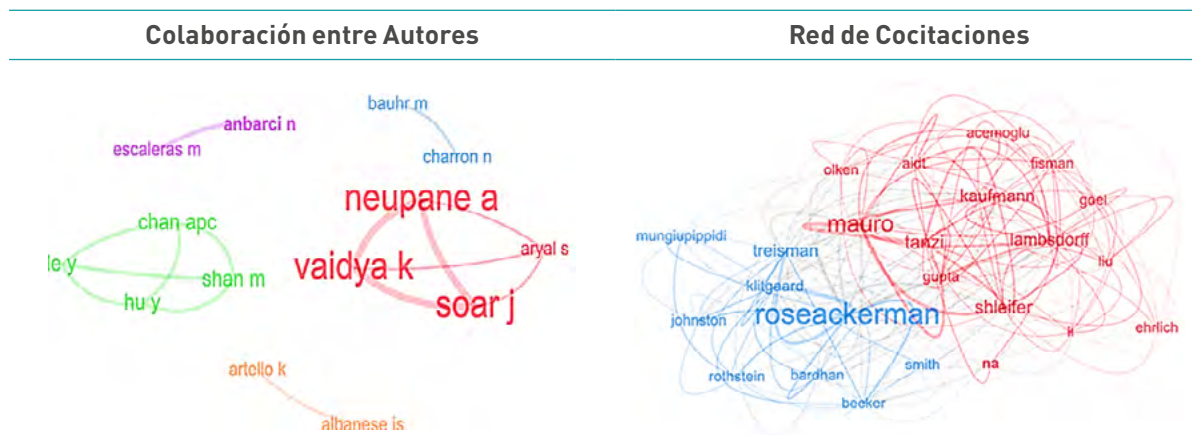 Colaboración entre Autores
Red de Cocitaciones
bauhr m
anbarci n
escaleras m
charron n
neupane a
chan apc
aryal s
le y
vaidya k
shan m
hu y
soar j
artello k
albanese js
acemoglu
olken
aidt
fisman
kaufmann
goel
mauro
mungiupippidi
tanzi
lambsdorff
treisman
liu
gupta
klitgaard
roseackerman
shleifer
johnston
li
ehrlich
smith
na
rothstein
bardhan
becker